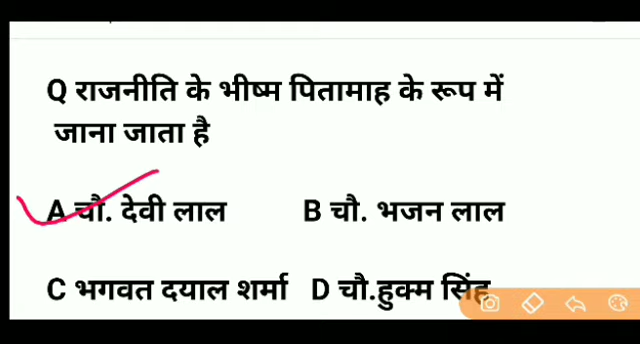 Q राजनीति के भीष्म पितामाह के रूप में
जाना जाता है
A चौ. देवी लाल B चौ. भजन लाल
C भगवत दयाल शर्मा D चौ.हुक्म सिंह